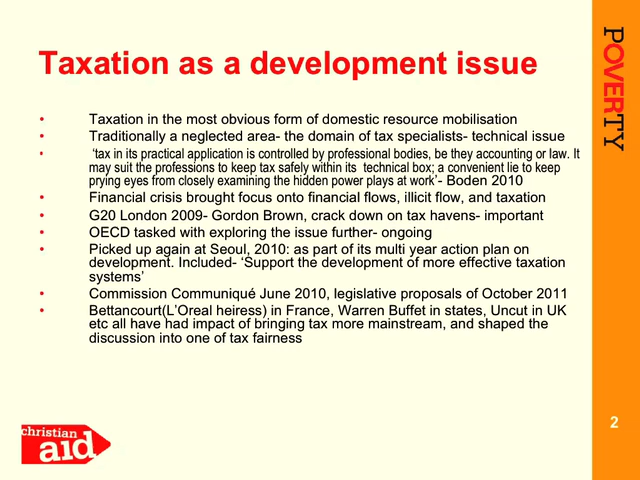 Taxation as a development issue
• Taxation in the most obvious form of domestic resource mobilisation
• Traditionally a neglected area- the domain of tax specialists- technical issue
• ‘tax in its practical application is controlled by professional bodies, be they accounting or law. It
may suit the professions to keep tax safely within its technical box; a convenient lie to keep
prying eyes from closely examining the hidden power plays at work’- Boden 2010
• Financial crisis brought focus onto financial flows, illicit flow, and taxation
• G20 London 2009- Gordon Brown, crack down on tax havens- important
• OECD tasked with exploring the issue further- ongoing
• Picked up again at Seoul, 2010: as part of its multi year action plan on
development. Included- ‘Support the development of more effective taxation
systems’
• Commission Communiqué June 2010, legislative proposals of October 2011
• Bettancourt(L’Oreal heiress) in France, Warren Buffet in states, Uncut in UK
etc all have had impact of bringing tax more mainstream, and shaped the
discussion into one of tax fairness
POVERTY
2
christian
aid